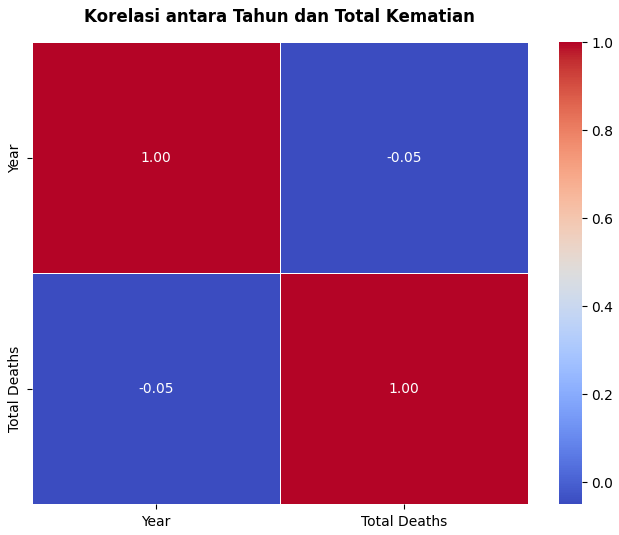 Korelasi antara Tahun dan Total Kematian
Year
1.00
-0.05
Total Deaths
-0.05
1.00
Year
Total Deaths
1.0
0.8
0.6
0.4
0.2
0.0